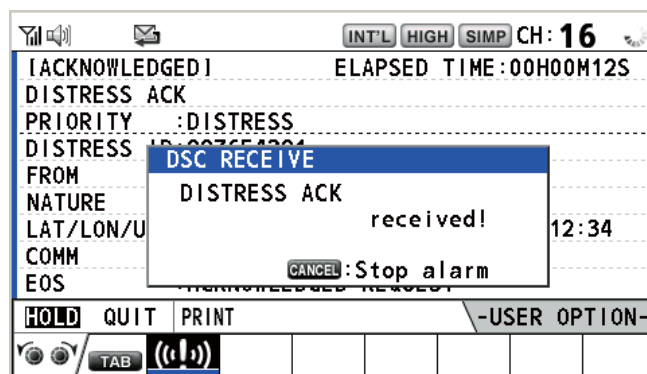 INT'L HIGH SIMP CH:16
[ACKNOWLEDGED] ELAPSED TIME:00H00M12S
DISTRESS ACK
PRIORITY :DISTRESS
DISTRESS
DSC RECEIVE
FROM
DISTRESS ACK
NATURE
received!
LAT/LON/U 12:34
COMM
CANCEL:Stop alarm
EOS
HOLD QUIT PRINT -USER OPTION-
TAB